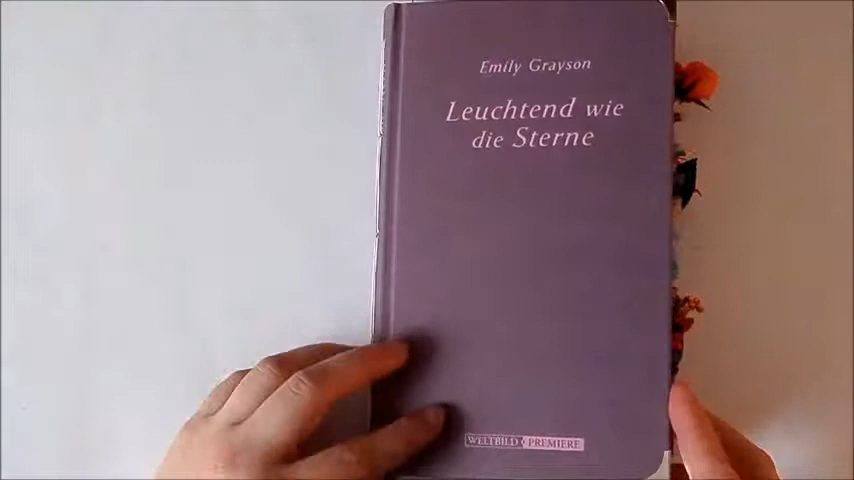 Emily Grayson
Leuchtend wie
die Sterne
WELTBILD PREMIERE